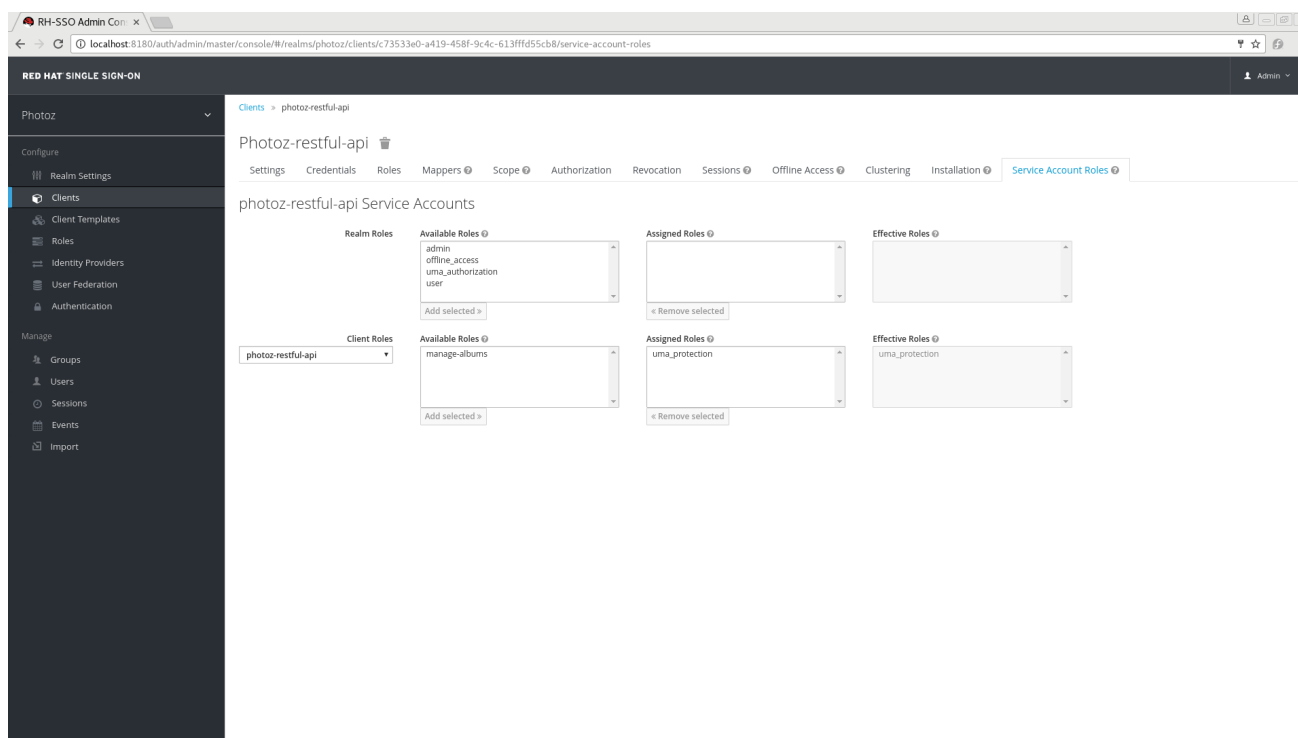 RH-SSO Admin Con
localhost:8180/auth/admin/master/console/#/realms/photoz/clients/c73533e0-a419-458f-9c4c-613fffd55cb8/service-account-roles
RED HAT SINGLE SIGN-ON
Admin
Photoz
Configure
Realm Settings
Clients
Client Templates
Roles
Identity Providers
User Federation
Authentication
Manage
Groups
Users
Sessions
Events
Import
Clients » photoz-restful-api
Photoz-restful-api
Settings Credentials Roles Mappers Scope Authorization Revocation Sessions Offline Access Clustering Installation Service Account Roles
photoz-restful-api Service Accounts
Realm Roles Available Roles Assigned Roles Effective Roles
admin
offline_access
uma_authorization
user
Add selected » « Remove selected
Client Roles Available Roles Assigned Roles Effective Roles
photoz-restful-api manage-albums uma_protection uma_protection
Add selected » « Remove selected